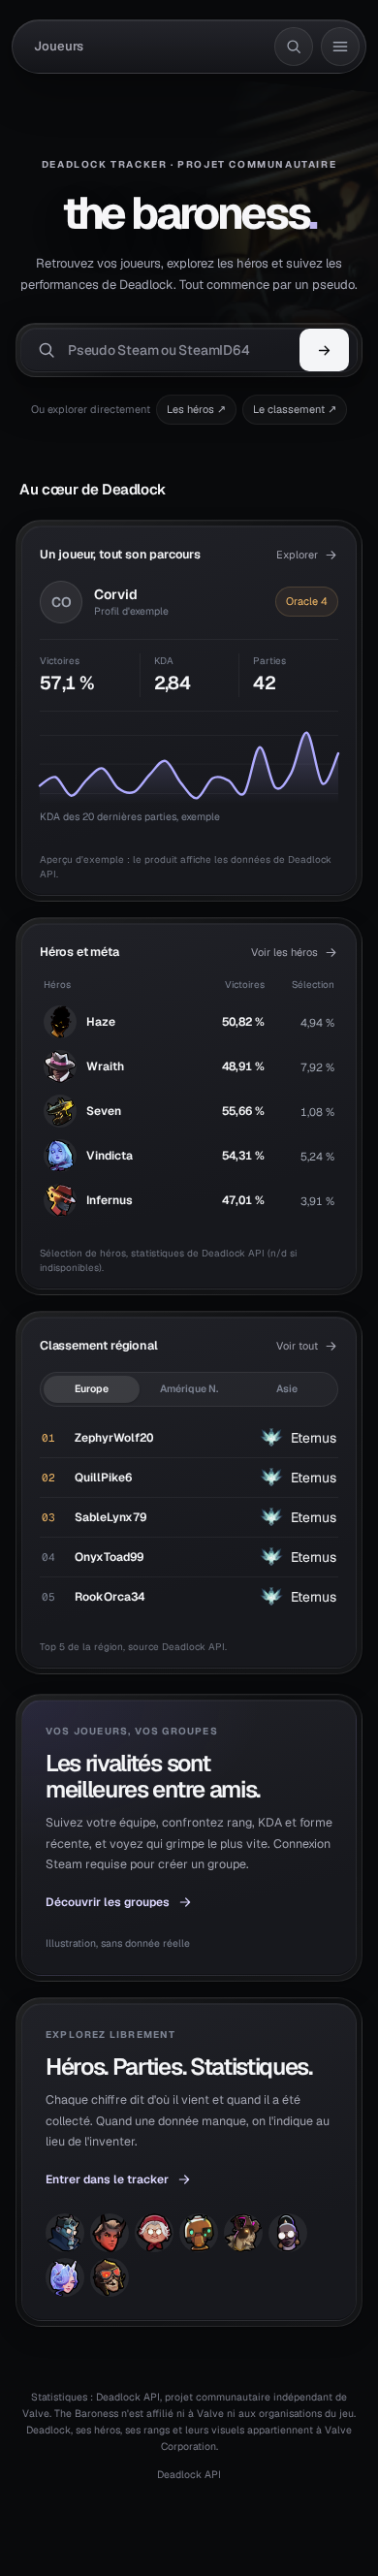 Joueurs
DEADLOCK TRACKER · PROJET COMMUNAUTAIRE
the baroness.
Retrouvez vos joueurs, explorez les héros et suivez les
performances de Deadlock. Tout commence par un pseudo.
Pseudo Steam ou SteamID64 →
Ou explorer directement Les héros ↗ Le classement ↗
Au cœur de Deadlock
Un joueur, tout son parcours Explorer →
CO Corvid Oracle 4
Profil d'exemple
Victoires KDA Parties
57,1 % 2,84 42
KDA des 20 dernières parties, exemple
Aperçu d'exemple : le produit affiche les données de Deadlock
API.
Héros et méta Voir les héros →
Héros Victoires Sélection
Haze 50,82 % 4,94 %
Wraith 48,91 % 7,92 %
Seven 55,66 % 1,08 %
Vindicta 54,31 % 5,24 %
Infernus 47,01 % 3,91 %
Sélection de héros, statistiques de Deadlock API (n/d si
indisponibles).
Classement régional Voir tout →
Europe Amérique N. Asie
01 ZephyrWolf20 Eternus
02 QuillPike6 Eternus
03 SableLynx79 Eternus
04 OnyxToad99 Eternus
05 RookOrca34 Eternus
Top 5 de la région, source Deadlock API.
VOS JOUEURS, VOS GROUPES
Les rivalités sont
meilleures entre amis.
Suivez votre équipe, confrontez rang, KDA et forme
récente, et voyez qui grimpe le plus vite. Connexion
Steam requise pour créer un groupe.
Découvrir les groupes →
Illustration, sans donnée réelle
EXPLOREZ LIBREMENT
Héros. Parties. Statistiques.
Chaque chiffre dit d'où il vient et quand il a été
collecté. Quand une donnée manque, on l'indique au
lieu de l'inventer.
Entrer dans le tracker →
Statistiques : Deadlock API, projet communautaire indépendant de
Valve. The Baroness n'est affilié ni à Valve ni aux organisations du jeu.
Deadlock, ses héros, ses rangs et leurs visuels appartiennent à Valve
Corporation.
Deadlock API